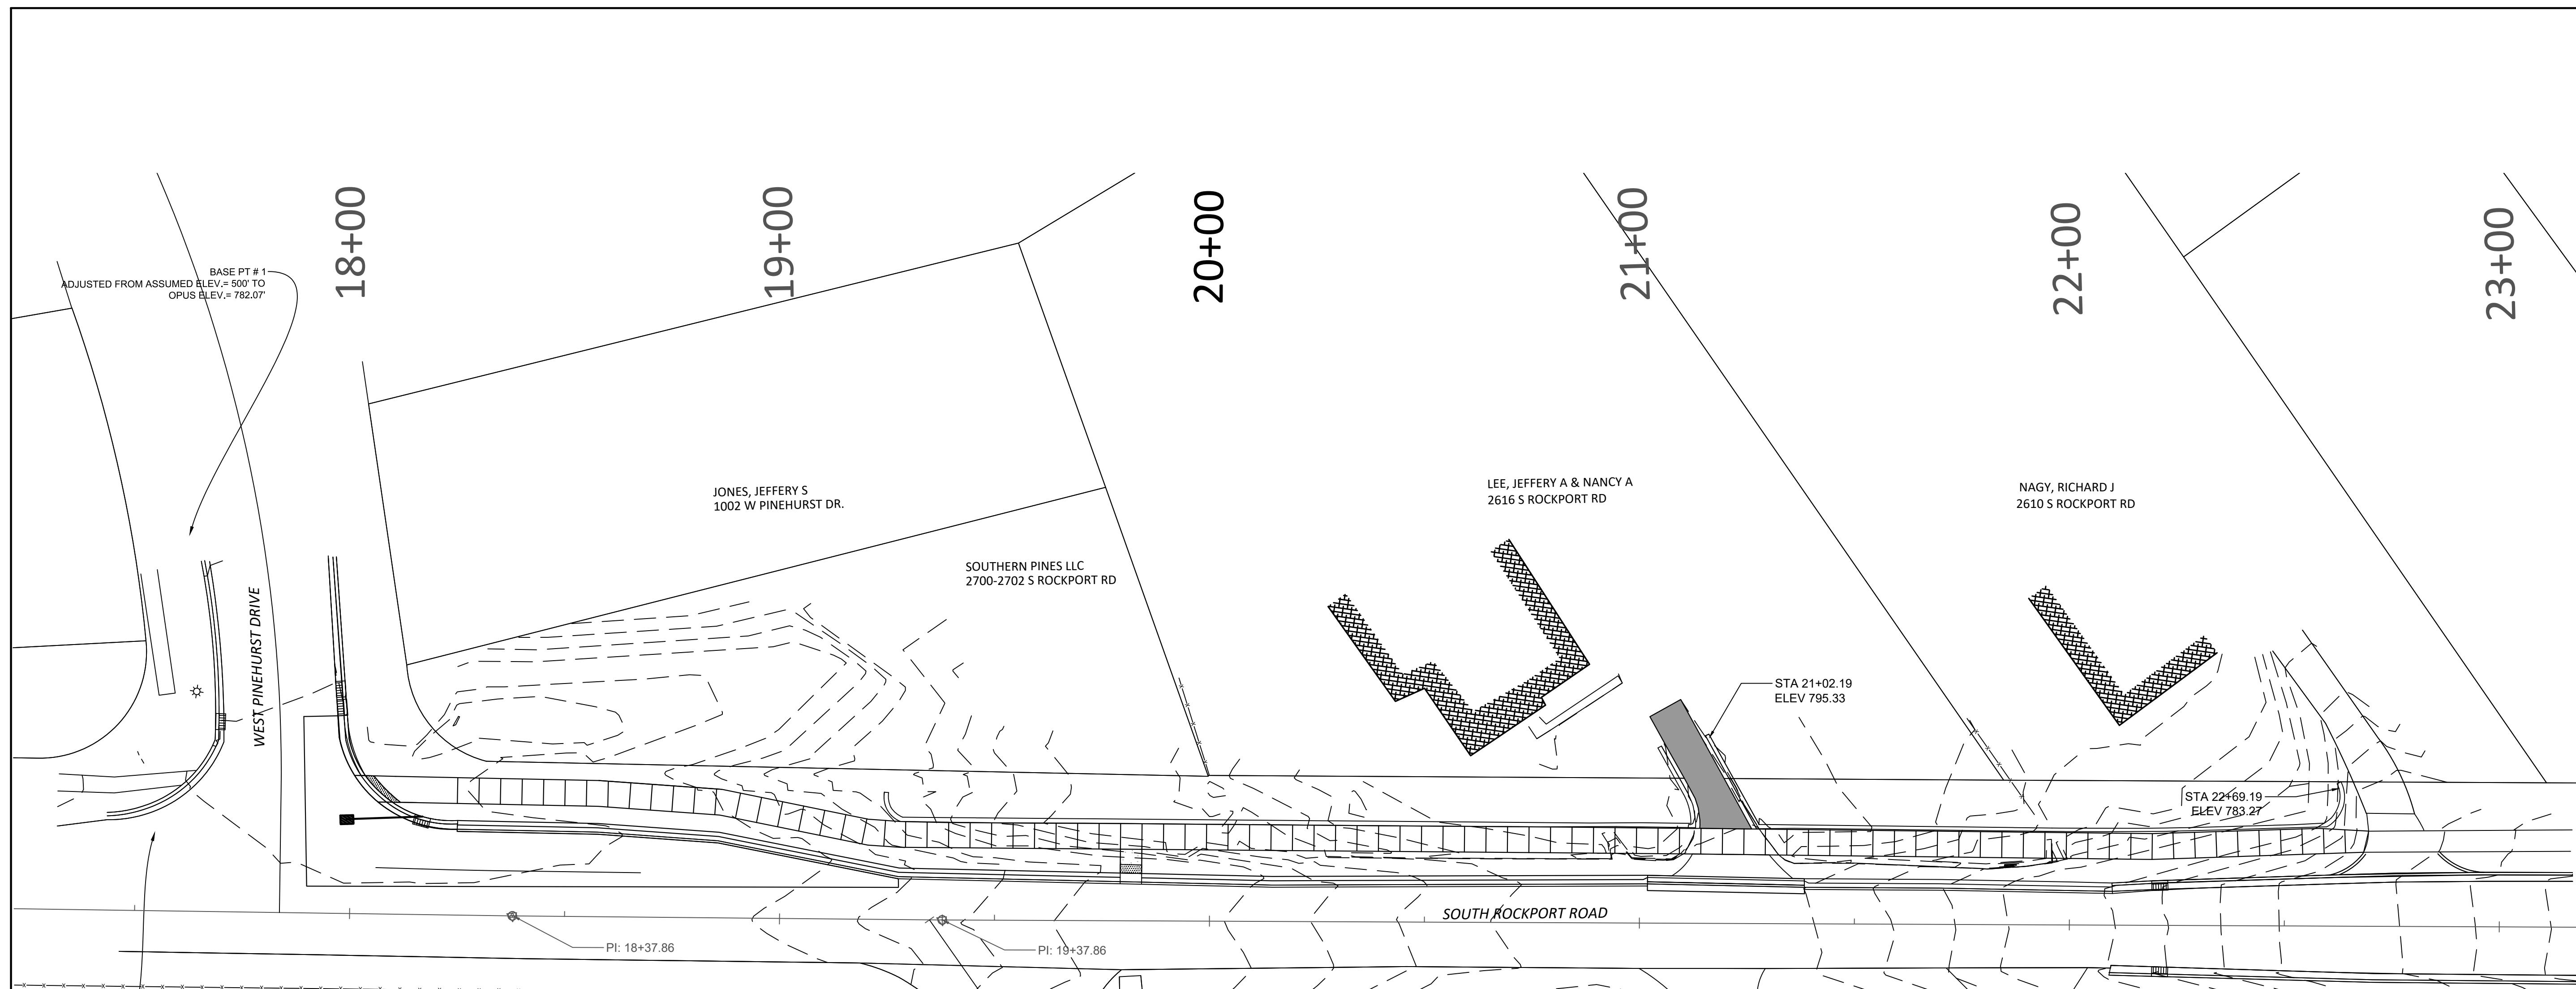 18+00
19+00
20+00
21+00
22+00
23+00
BASE PT # 1
ADJUSTED FROM ASSUMED ELEV.= 500' TO
OPUS ELEV.= 782.07'
JONES, JEFFERY S
1002 W PINEHURST DR.
LEE, JEFFERY A & NANCY A
2616 S ROCKPORT RD
NAGY, RICHARD J
2610 S ROCKPORT RD
SOUTHERN PINES LLC
2700-2702 S ROCKPORT RD
WEST PINEHURST DRIVE
STA 21+02.19
ELEV 795.33
STA 22+69.19
ELEV 783.27
SOUTH ROCKPORT ROAD
PI: 18+37.86
PI: 19+37.86